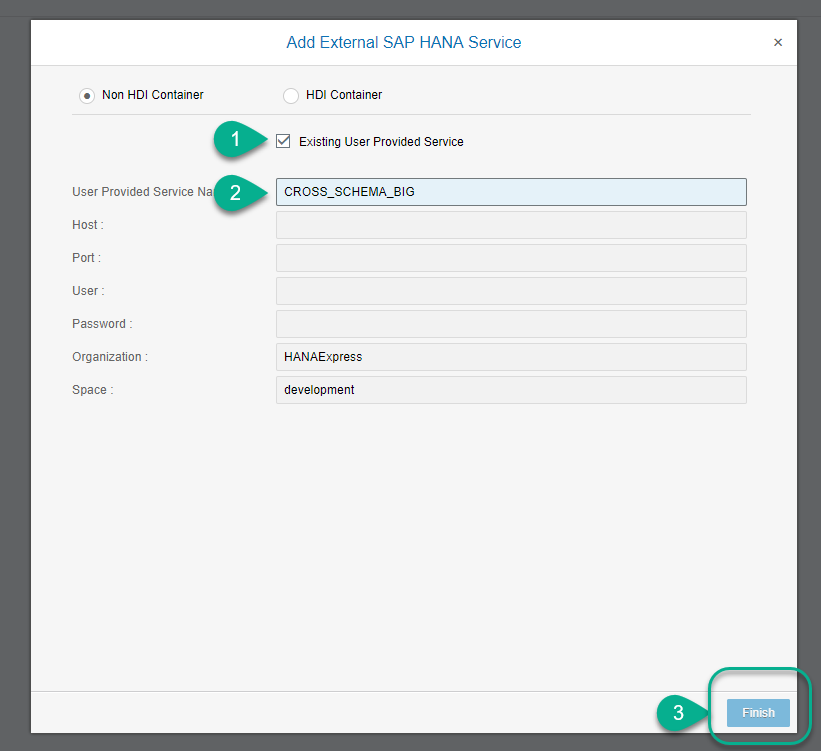 Add External SAP HANA Service
×
Non HDI Container
HDI Container
1
Existing User Provided Service
User Provided Service Na
2
CROSS_SCHEMA_BIG
Host :
Port :
User :
Password :
Organization :
HANAExpress
Space :
development
3
Finish